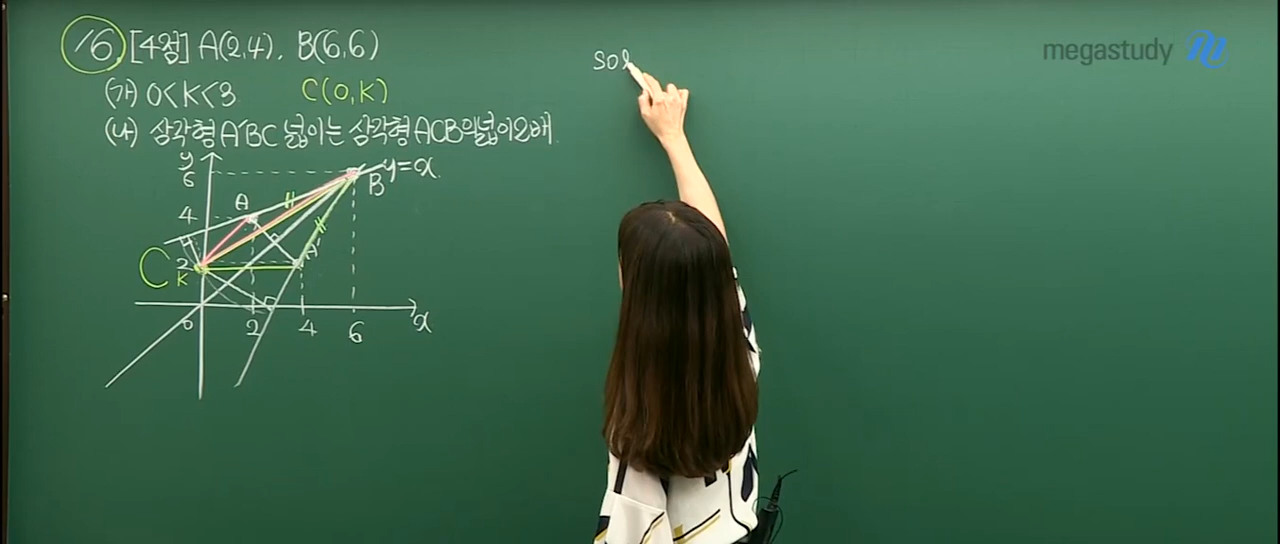 16. [4점] A(2,4), B(6,6)
(가) 0<K<3 C(0,K)
(나) 삼각형 A'BC 넓이는 삼각형 ACB의 넓이의 2배.
sol
megastudy
y
6
B
y=x
A
4
A'
C
2
K
0
2
4
6
x